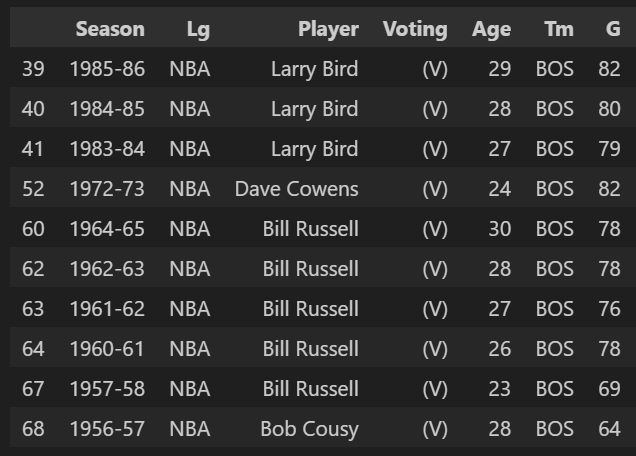 Season Lg Player Voting Age Tm G
39 1985-86 NBA Larry Bird (V) 29 BOS 82
40 1984-85 NBA Larry Bird (V) 28 BOS 80
41 1983-84 NBA Larry Bird (V) 27 BOS 79
52 1972-73 NBA Dave Cowens (V) 24 BOS 82
60 1964-65 NBA Bill Russell (V) 30 BOS 78
62 1962-63 NBA Bill Russell (V) 28 BOS 78
63 1961-62 NBA Bill Russell (V) 27 BOS 76
64 1960-61 NBA Bill Russell (V) 26 BOS 78
67 1957-58 NBA Bill Russell (V) 23 BOS 69
68 1956-57 NBA Bob Cousy (V) 28 BOS 64